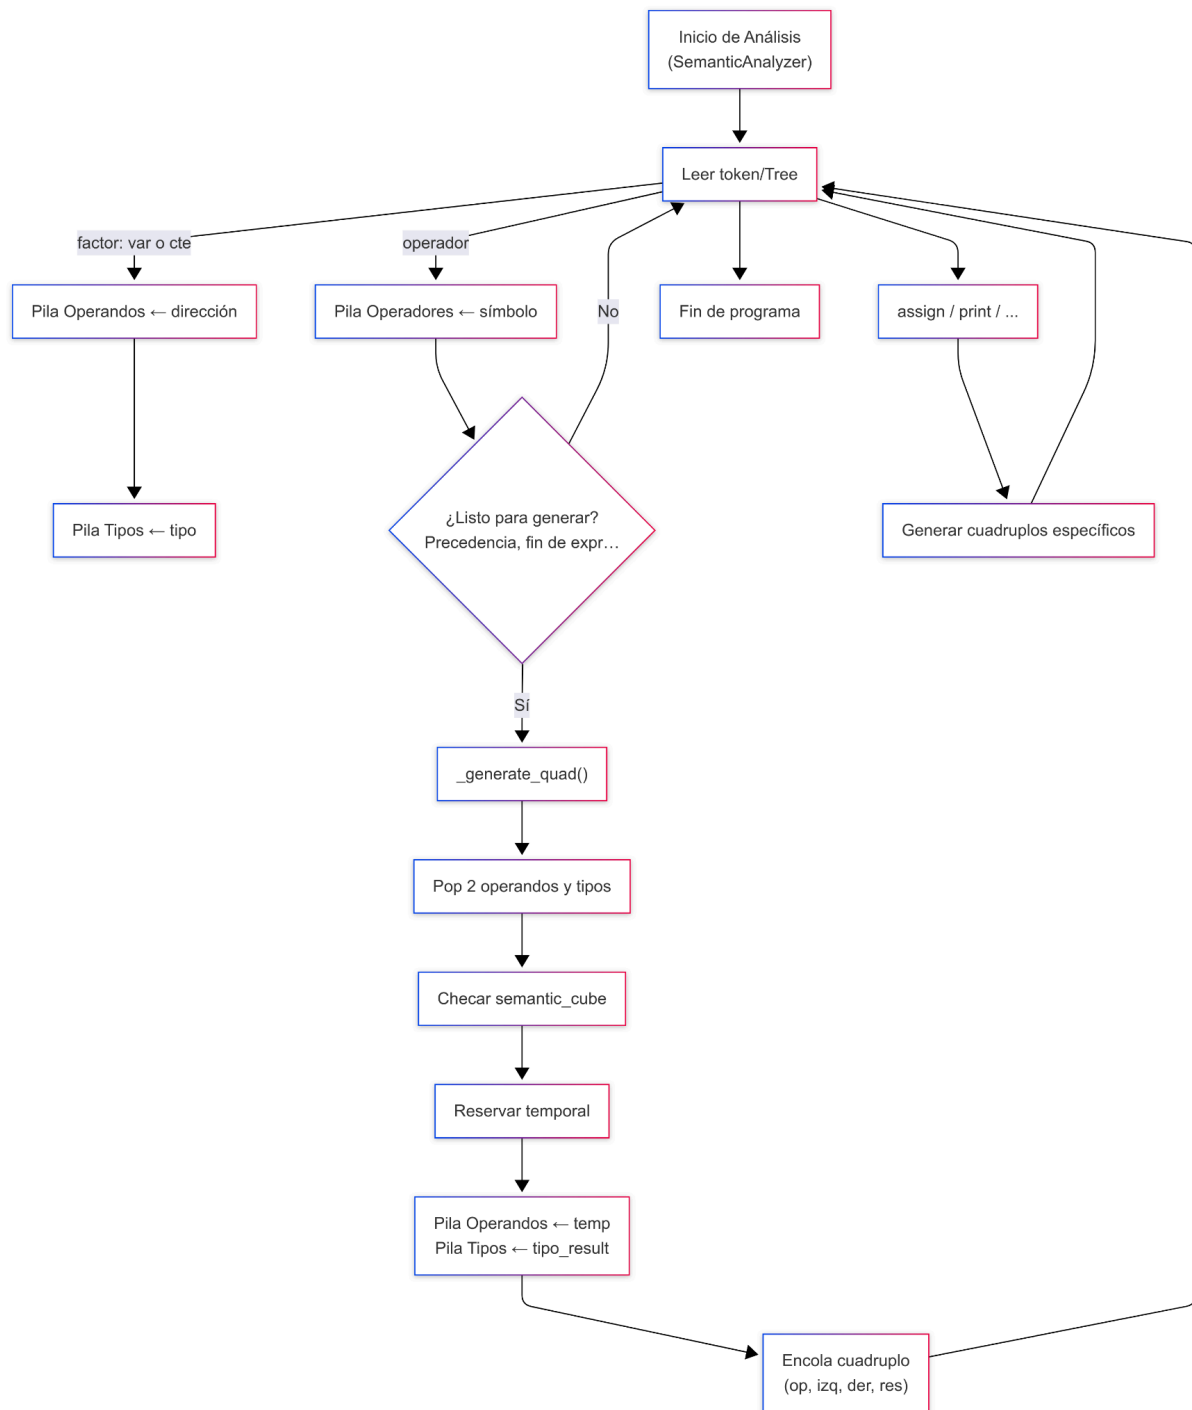 Inicio de Análisis
(SemanticAnalyzer)
Leer token/Tree
factor: var o cte
operador
Pila Operandos ← dirección
Pila Operadores ← símbolo
No
Fin de programa
assign / print / ...
¿Listo para generar?
Precedencia, fin de expr…
Pila Tipos ← tipo
Generar cuadruplos específicos
Sí
_generate_quad()
Pop 2 operandos y tipos
Checar semantic_cube
Reservar temporal
Pila Operandos ← temp
Pila Tipos ← tipo_result
Encola cuadruplo
(op, izq, der, res)